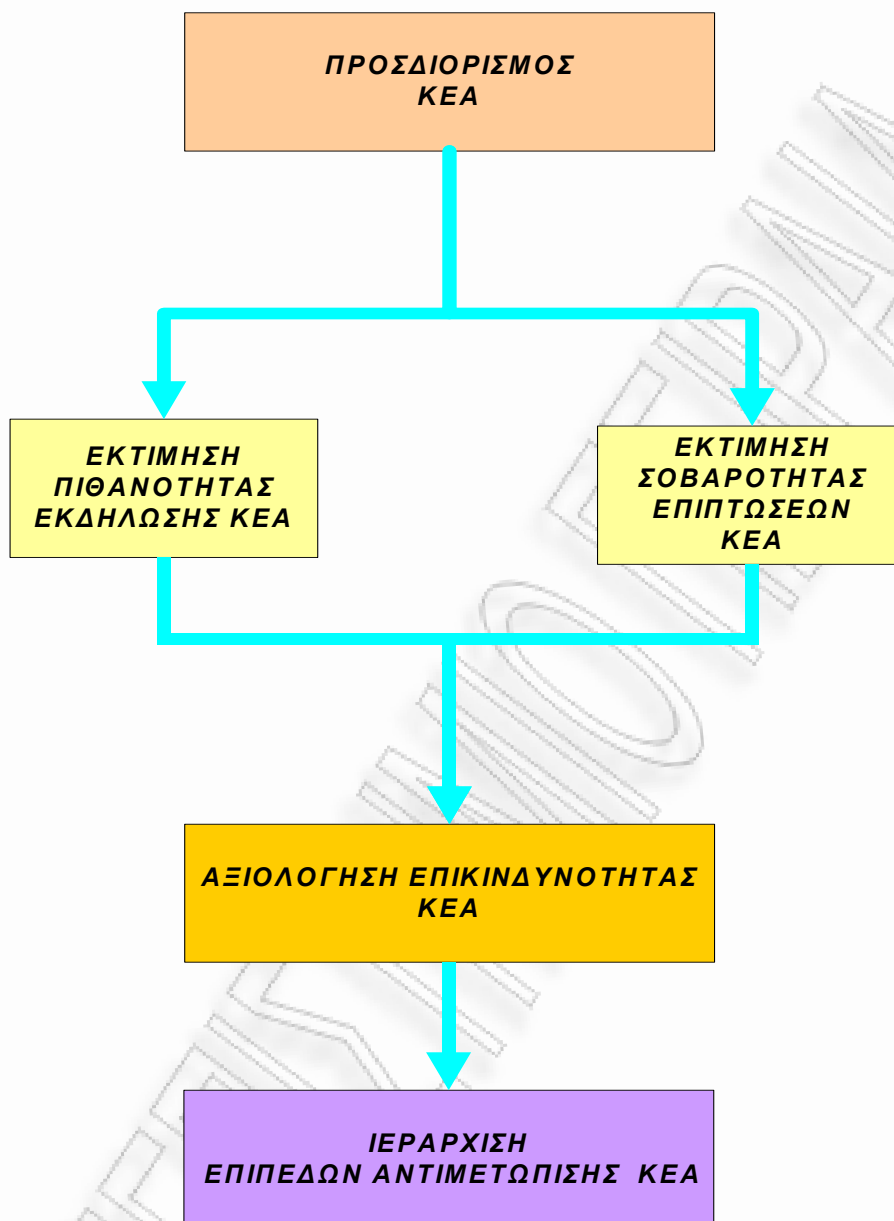 ΠΡΟΣΔΙΟΡΙΣΜΟΣ
ΚΕΑ
ΕΚΤΙΜΗΣΗ
ΠΙΘΑΝΟΤΗΤΑΣ
ΕΚΔΗΛΩΣΗΣ ΚΕΑ
ΕΚΤΙΜΗΣΗ
ΣΟΒΑΡΟΤΗΤΑΣ
ΕΠΙΠΤΩΣΕΩΝ
ΚΕΑ
ΑΞΙΟΛΟΓΗΣΗ ΕΠΙΚΙΝΔΥΝΟΤΗΤΑΣ
ΚΕΑ
ΙΕΡΑΡΧΙΣΗ
ΕΠΙΠΕΔΩΝ ΑΝΤΙΜΕΤΩΠΙΣΗΣ ΚΕΑ